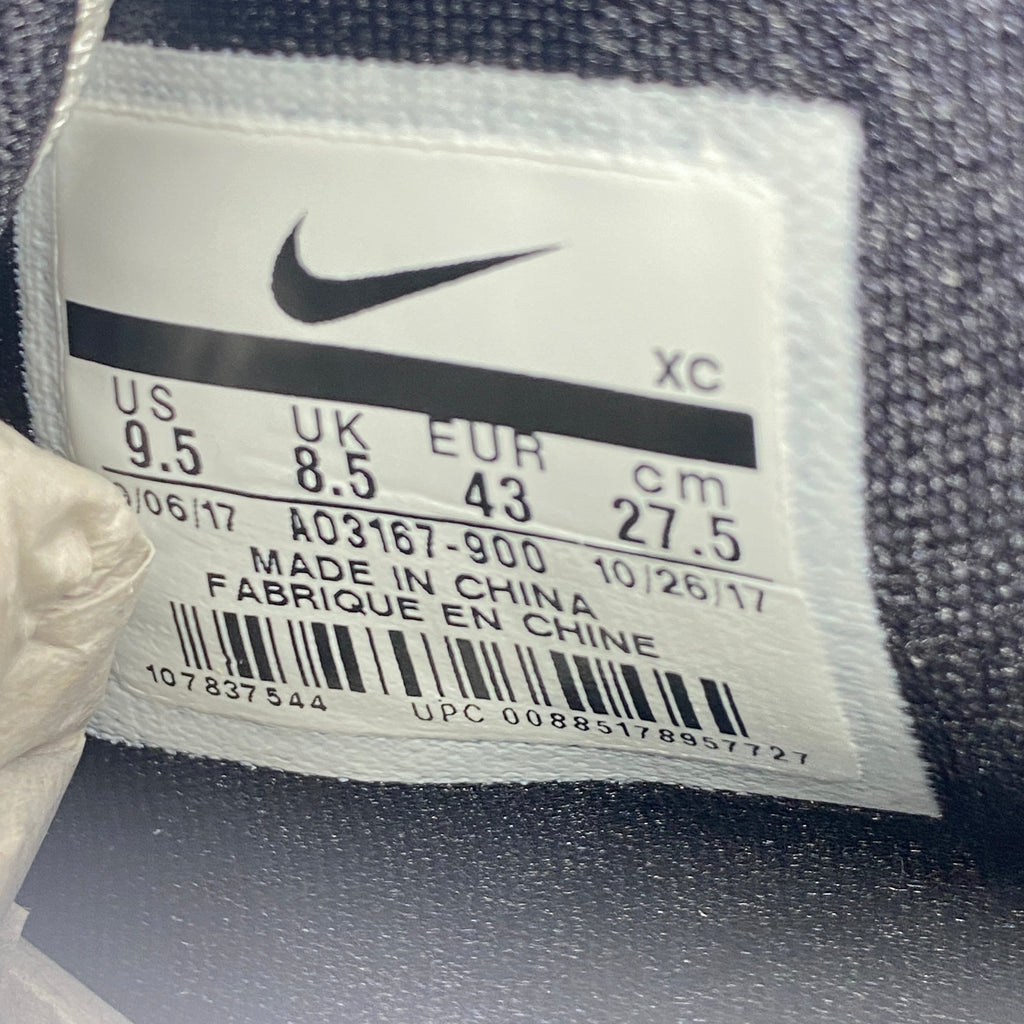 XC
US UK EUR cm
9.5 8.5 43 27.5
/06/17 AO3167-900 10/26/17
MADE IN CHINA
FABRIQUE EN CHINE
107837544 UPC 00885178957727